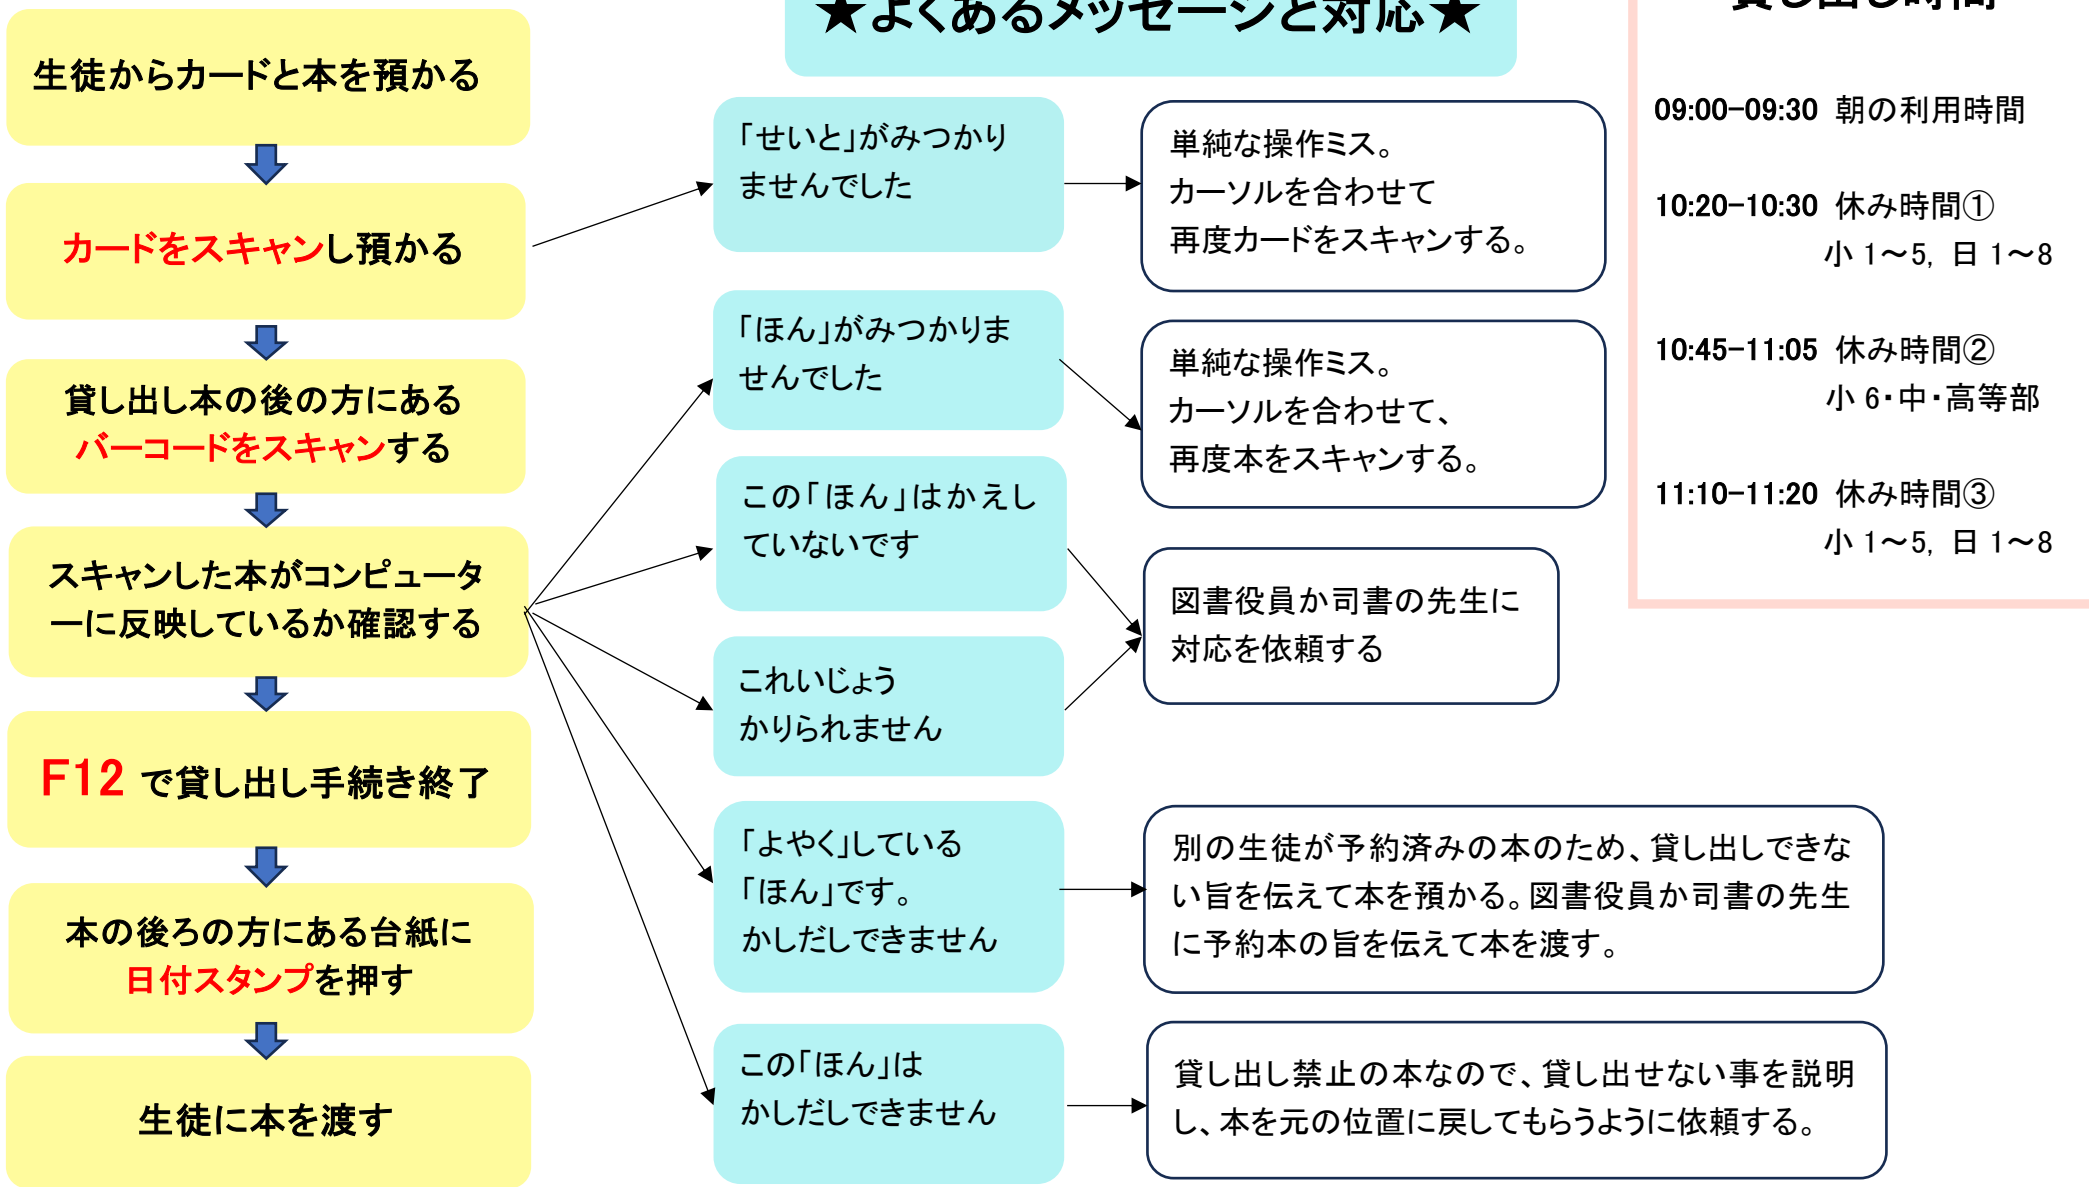 ★よくあるメッセージと対応★
貸し出し時間
生徒からカードと本を預かる
カードをスキャンし預かる
貸し出し本の後の方にある
バーコードをスキャンする
スキャンした本がコンピュータ
ーに反映しているか確認する
F12 で貸し出し手続き終了
本の後ろの方にある台紙に
日付スタンプを押す
生徒に本を渡す
「せいと」がみつかり
ませんでした
単純な操作ミス。
カーソルを合わせて
再度カードをスキャンする。
「ほん」がみつかりま
せんでした
単純な操作ミス。
カーソルを合わせて、
再度本をスキャンする。
この「ほん」はかえし
ていないです
これいじょう
かりられません
図書役員か司書の先生に
対応を依頼する
「よやく」している
「ほん」です。
かしだしできません
別の生徒が予約済みの本のため、貸し出しできな
い旨を伝えて本を預かる。図書役員か司書の先生
に予約本の旨を伝えて本を渡す。
この「ほん」は
かしだしできません
貸し出し禁止の本なので、貸し出せない事を説明
し、本を元の位置に戻してもらうように依頼する。
09:00-09:30 朝の利用時間
10:20-10:30 休み時間①
小 1～5, 日 1～8
10:45-11:05 休み時間②
小 6・中・高等部
11:10-11:20 休み時間③
小 1～5, 日 1～8